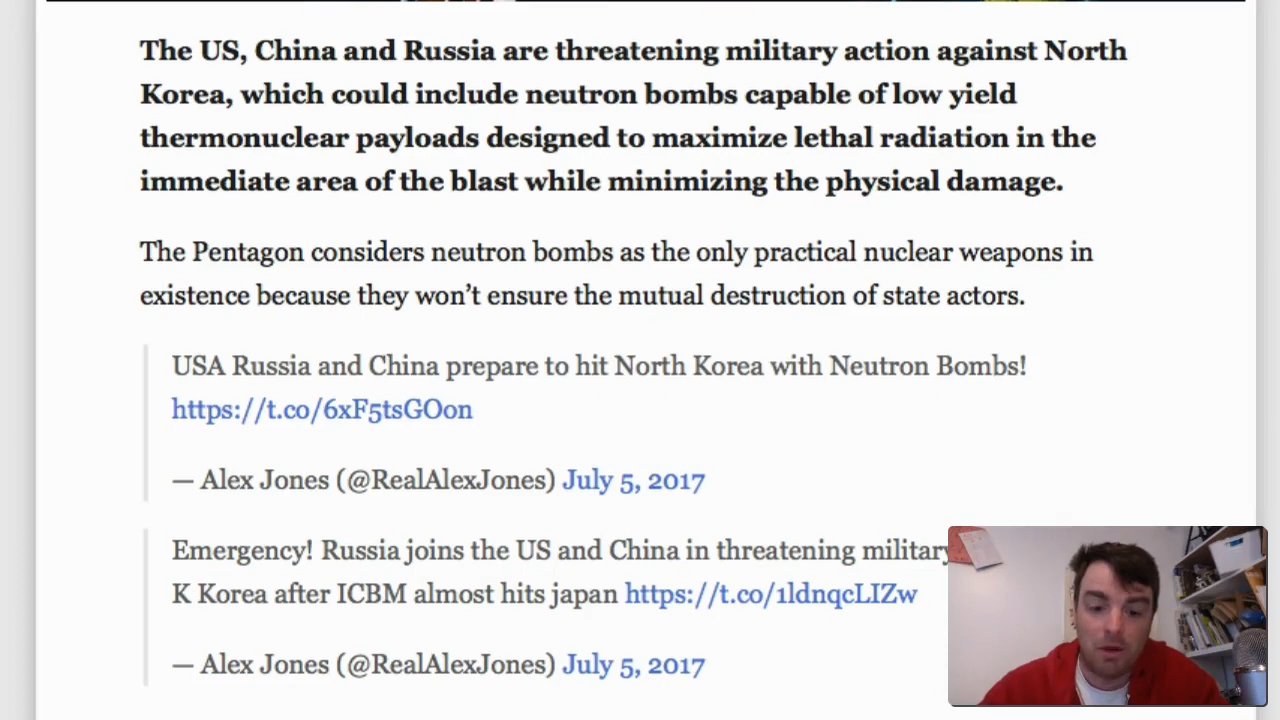 The US, China and Russia are threatening military action against North
Korea, which could include neutron bombs capable of low yield
thermonuclear payloads designed to maximize lethal radiation in the
immediate area of the blast while minimizing the physical damage.
The Pentagon considers neutron bombs as the only practical nuclear weapons in
existence because they won’t ensure the mutual destruction of state actors.
USA Russia and China prepare to hit North Korea with Neutron Bombs!
https://t.co/6xF5tsGOon
— Alex Jones (@RealAlexJones) July 5, 2017
Emergency! Russia joins the US and China in threatening military
K Korea after ICBM almost hits japan https://t.co/1ldnqcLIZw
— Alex Jones (@RealAlexJones) July 5, 2017